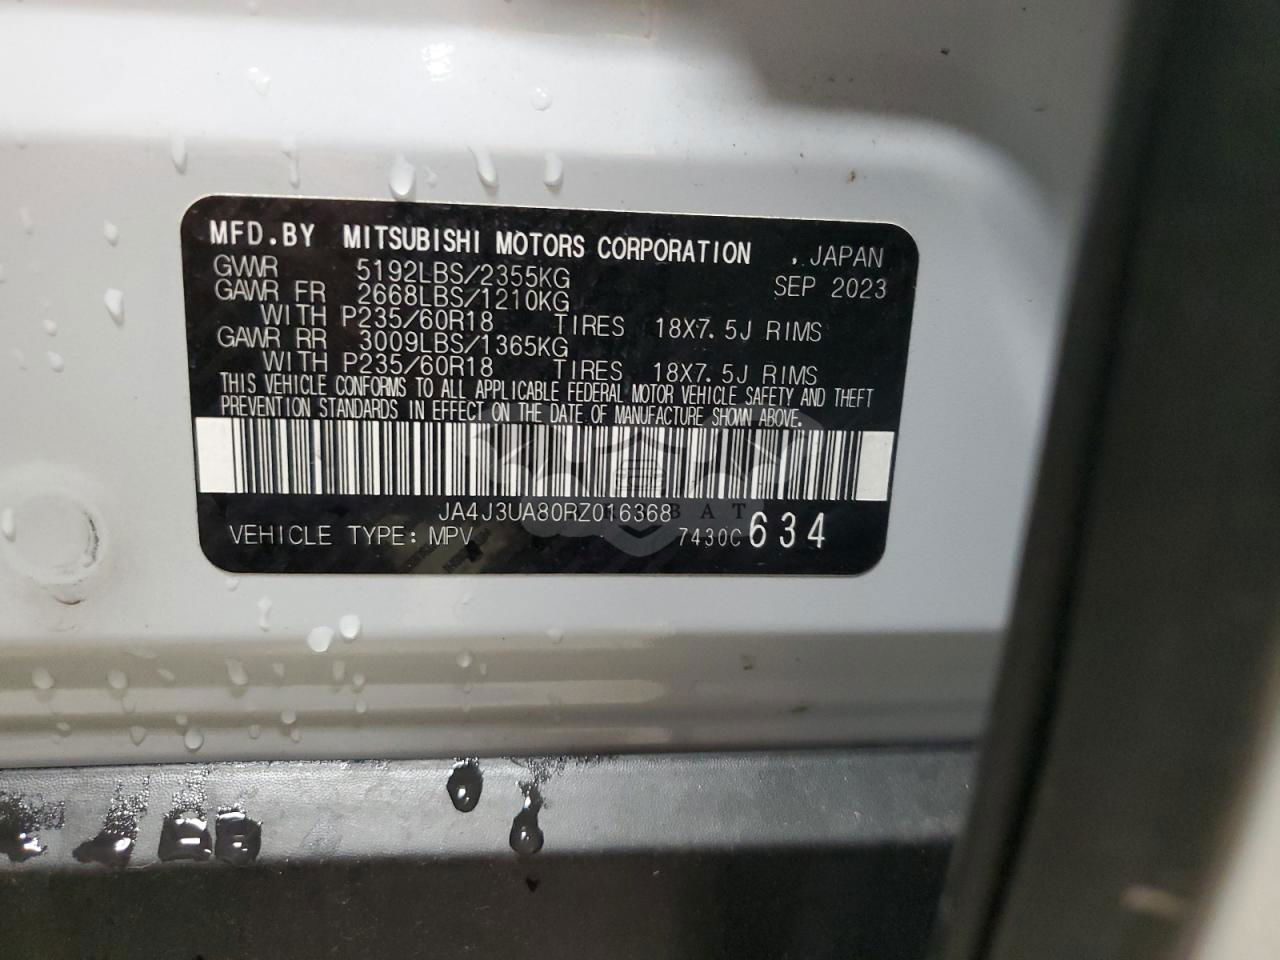 MFD.BY MITSUBISHI MOTORS CORPORATION , JAPAN
GVWR 5192LBS/2355KG SEP 2023
GAWR FR 2668LBS/1210KG
WITH P235/60R18 TIRES 18X7.5J RIMS
GAWR RR 3009LBS/1365KG
WITH P235/60R18 TIRES 18X7.5J RIMS
THIS VEHICLE CONFORMS TO ALL APPLICABLE FEDERAL MOTOR VEHICLE SAFETY AND THEFT
PREVENTION STANDARDS IN EFFECT ON THE DATE OF MANUFACTURE SHOWN ABOVE.
JA4J3UA80RZ016368
VEHICLE TYPE: MPV 7430C 634